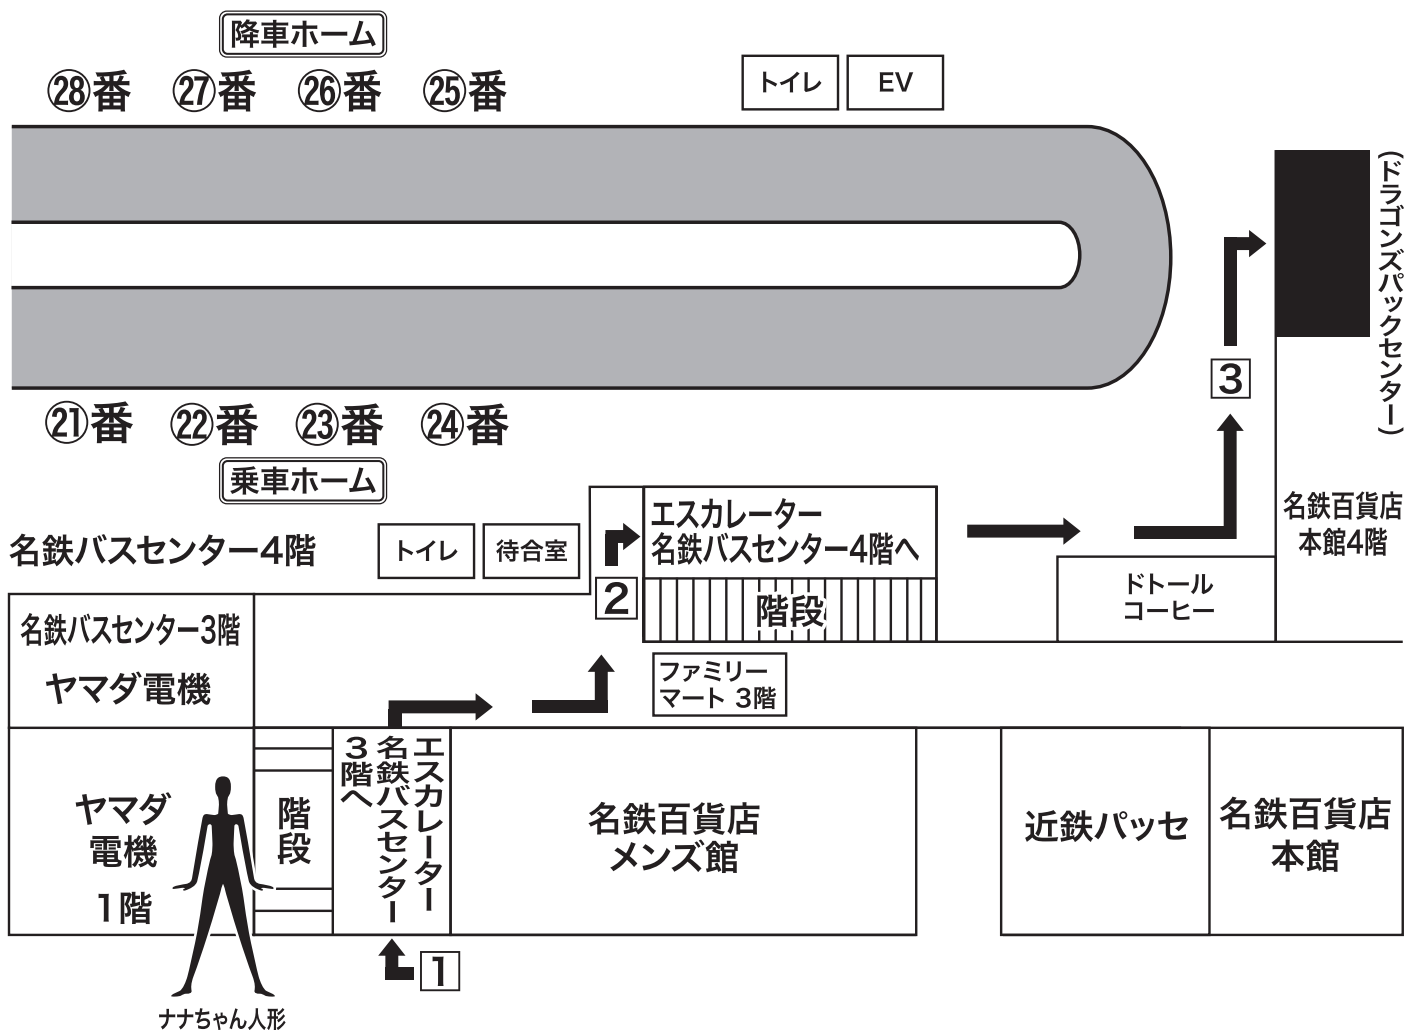 降車ホーム
㉘番
㉗番
㉖番
㉕番
トイレ
EV
(ドラゴンズパックセンター)
3
㉑番
㉒番
㉓番
㉔番
乗車ホーム
名鉄バスセンター4階
トイレ
待合室
2
エスカレーター
名鉄バスセンター4階へ
階段
名鉄百貨店
本館4階
ドトール
コーヒー
名鉄バスセンター3階
ヤマダ電機
ファミリー
マート 3階
ヤマダ
電機
1階
階段
エスカレーター
名鉄バスセンター
3階へ
名鉄百貨店
メンズ館
近鉄パッセ
名鉄百貨店
本館
1
ナナちゃん人形